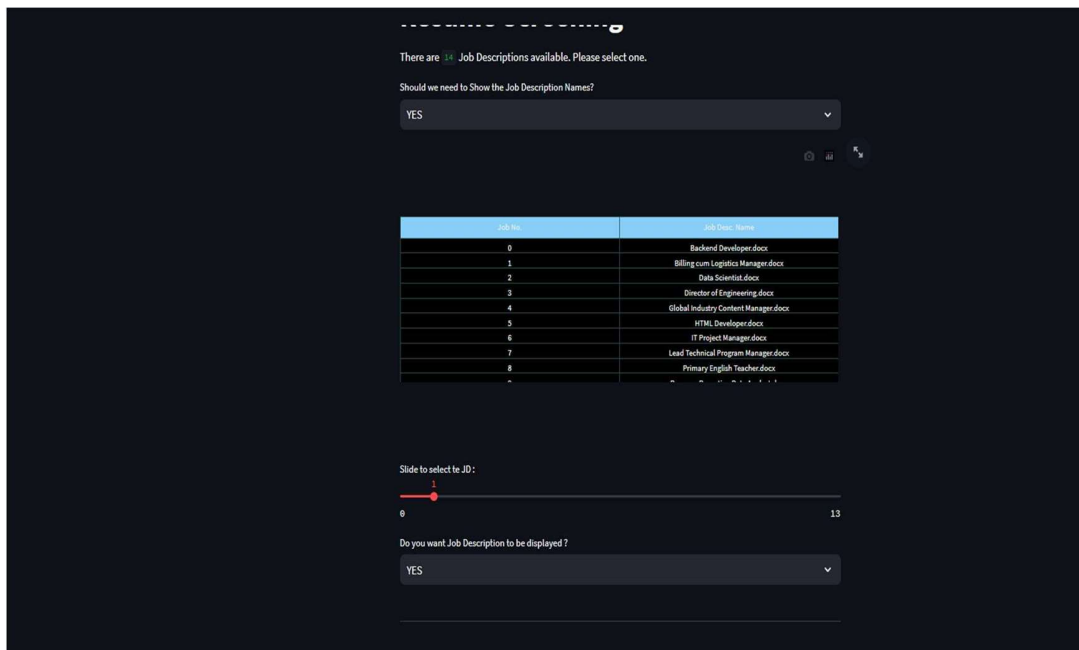 There are 14 Job Descriptions available. Please select one.
Should we need to Show the Job Description Names?
YES
Job No. Job Desc. Name
0 Backend Developer.docx
1 Billing cum Logistics Manager.docx
2 Data Scientist.docx
3 Director of Engineering.docx
4 Global Industry Content Manager.docx
5 HTML Developer.docx
6 IT Project Manager.docx
7 Lead Technical Program Manager.docx
8 Primary English Teacher.docx
Slide to select te JD :
1
0 13
Do you want Job Description to be displayed ?
YES